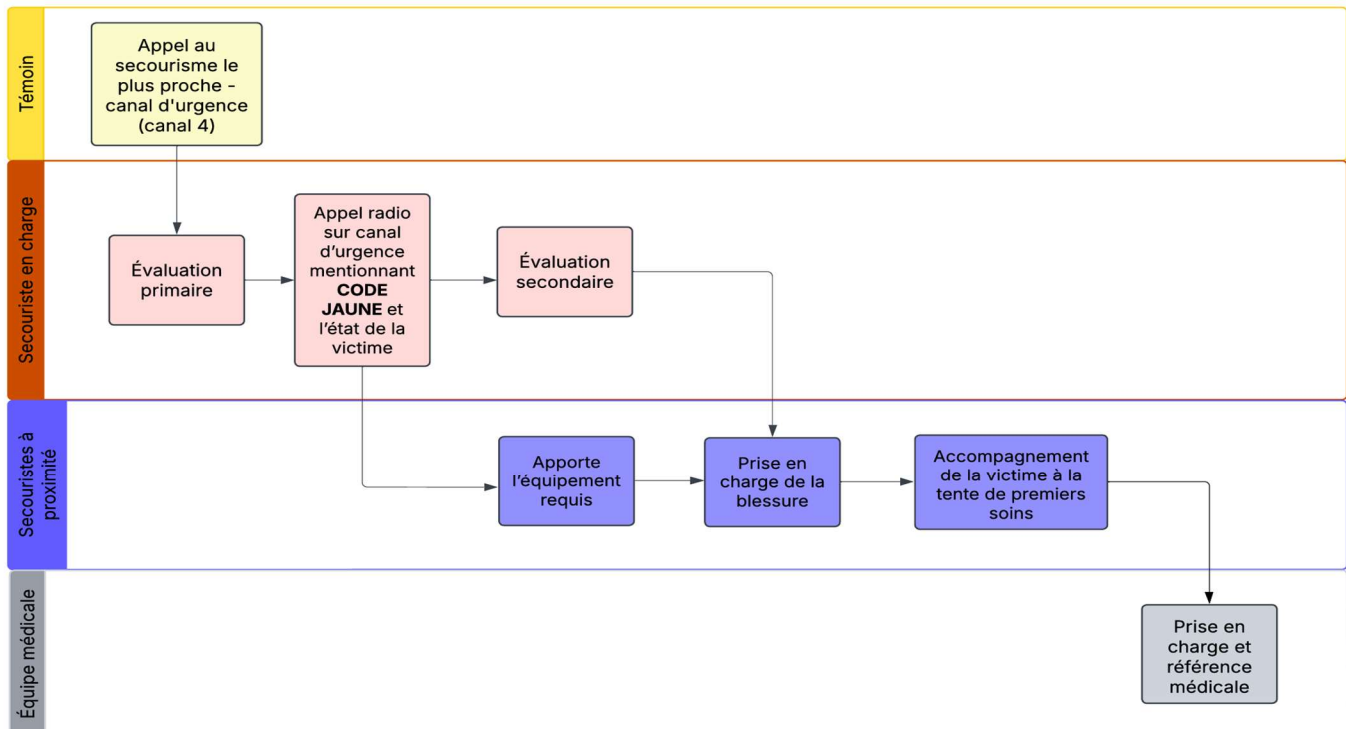 Témoin
Appel au
secourisme le
plus proche -
canal d'urgence
(canal 4)
Secouriste en charge
Évaluation
primaire
Appel radio
sur canal
d’urgence
mentionnant
CODE
JAUNE et
l’état de la
victime
Évaluation
secondaire
Secouristes à
proximité
Apporte
l’équipement
requis
Prise en
charge de la
blessure
Accompagnement
de la victime à la
tente de premiers
soins
Équipe médicale
Prise en
charge et
référence
médicale